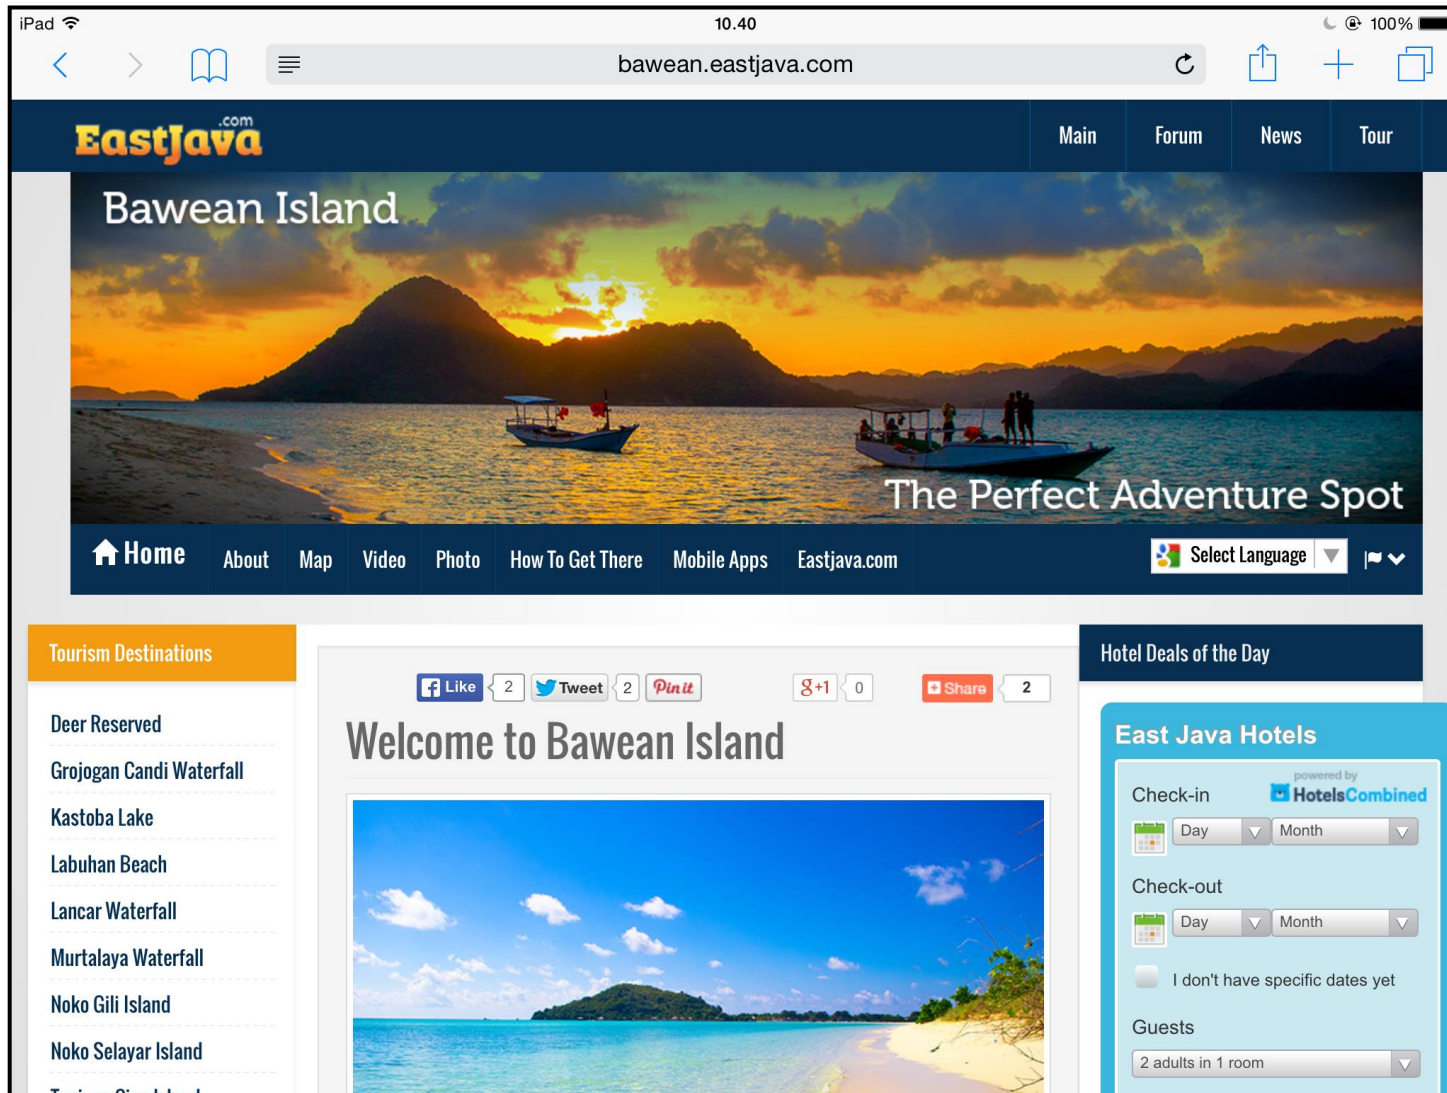 iPad 10.40 100%
bawean.eastjava.com
EastJava.com
Main Forum News Tour
Bawean Island
The Perfect Adventure Spot
Home About Map Video Photo How To Get There Mobile Apps Eastjava.com Select Language
Tourism Destinations
Deer Reserved
Grojogan Candi Waterfall
Kastoba Lake
Labuhan Beach
Lancar Waterfall
Murtalaya Waterfall
Noko Gili Island
Noko Selayar Island
Like 2 Tweet 2 Pin it g+1 0 Share 2
Welcome to Bawean Island
Hotel Deals of the Day
East Java Hotels
powered by
HotelsCombined
Check-in
Day Month
Check-out
Day Month
I don't have specific dates yet
Guests
2 adults in 1 room